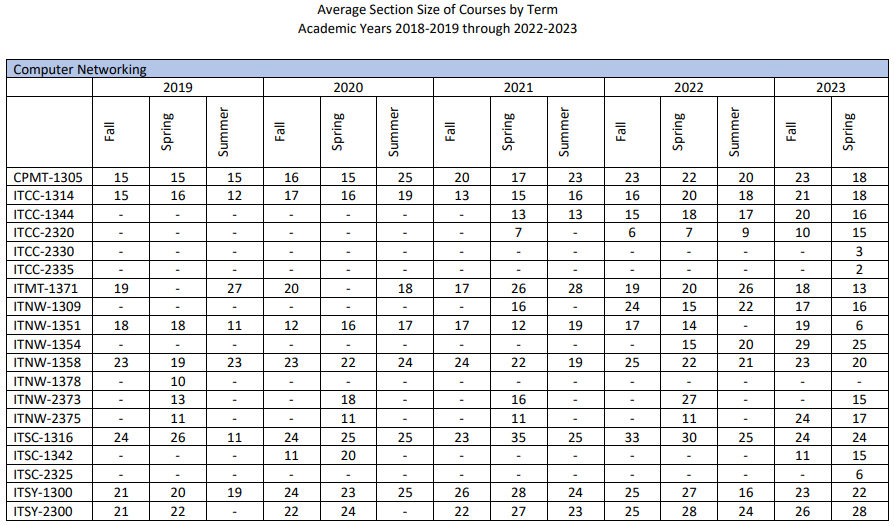 Average Section Size of Courses by Term
Academic Years 2018-2019 through 2022-2023
Computer Networking
2019 2020 2021 2022 2023
Fall Spring Summer Fall Spring Summer Fall Spring Summer Fall Spring Summer Fall Spring
CPMT-1305 15 15 15 16 15 25 20 17 23 23 22 20 23 18
ITCC-1314 15 16 12 17 16 19 13 15 16 16 20 18 21 18
ITCC-1344 - - - - - - - 13 13 15 18 17 20 16
ITCC-2320 - - - - - - - 7 - 6 7 9 10 15
ITCC-2330 - - - - - - - - - - - - - 3
ITCC-2335 - - - - - - - - - - - - - 2
ITMT-1371 19 - 27 20 - 18 17 26 28 19 20 26 18 13
ITNW-1309 - - - - - - - 16 - 24 15 22 17 16
ITNW-1351 18 18 11 12 16 17 17 12 19 17 14 - 19 6
ITNW-1354 - - - - - - - - - - 15 20 29 25
ITNW-1358 23 19 23 23 22 24 24 22 19 25 22 21 23 20
ITNW-1378 - 10 - - - - - - - - - - - -
ITNW-2373 - 13 - - 18 - - 16 - - 27 - - 15
ITNW-2375 - 11 - - 11 - - 11 - - 11 - 24 17
ITSC-1316 24 26 11 24 25 25 23 35 25 33 30 25 24 24
ITSC-1342 - - - 11 20 - - - - - - - 11 15
ITSC-2325 - - - - - - - - - - - - - 6
ITSY-1300 21 20 19 24 23 25 26 28 24 25 27 16 23 22
ITSY-2300 21 22 - 22 24 - 22 27 23 25 28 24 26 28